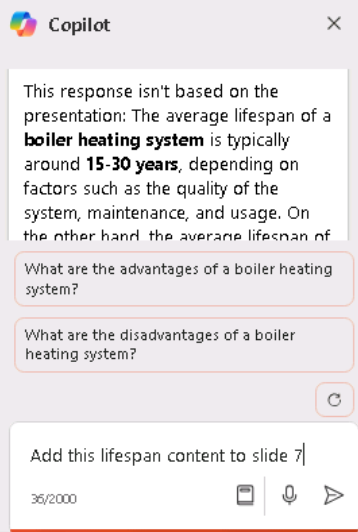 Copilot
This response isn't based on the
presentation: The average lifespan of a
boiler heating system is typically
around 15-30 years, depending on
factors such as the quality of the
system, maintenance, and usage. On
the other hand, the average lifespan of
What are the advantages of a boiler heating
system?
What are the disadvantages of a boiler
heating system?
Add this lifespan content to slide 7
36/2000